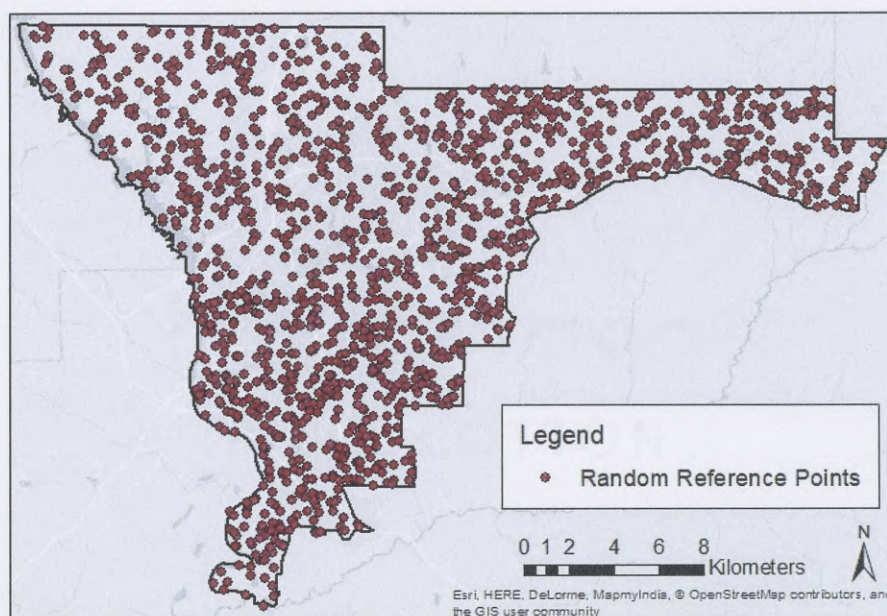 Legend
Random Reference Points
N
0 1 2 4 6 8
Kilometers
Esri, HERE, DeLorme, MapmyIndia, © OpenStreetMap contributors, and
the GIS user community